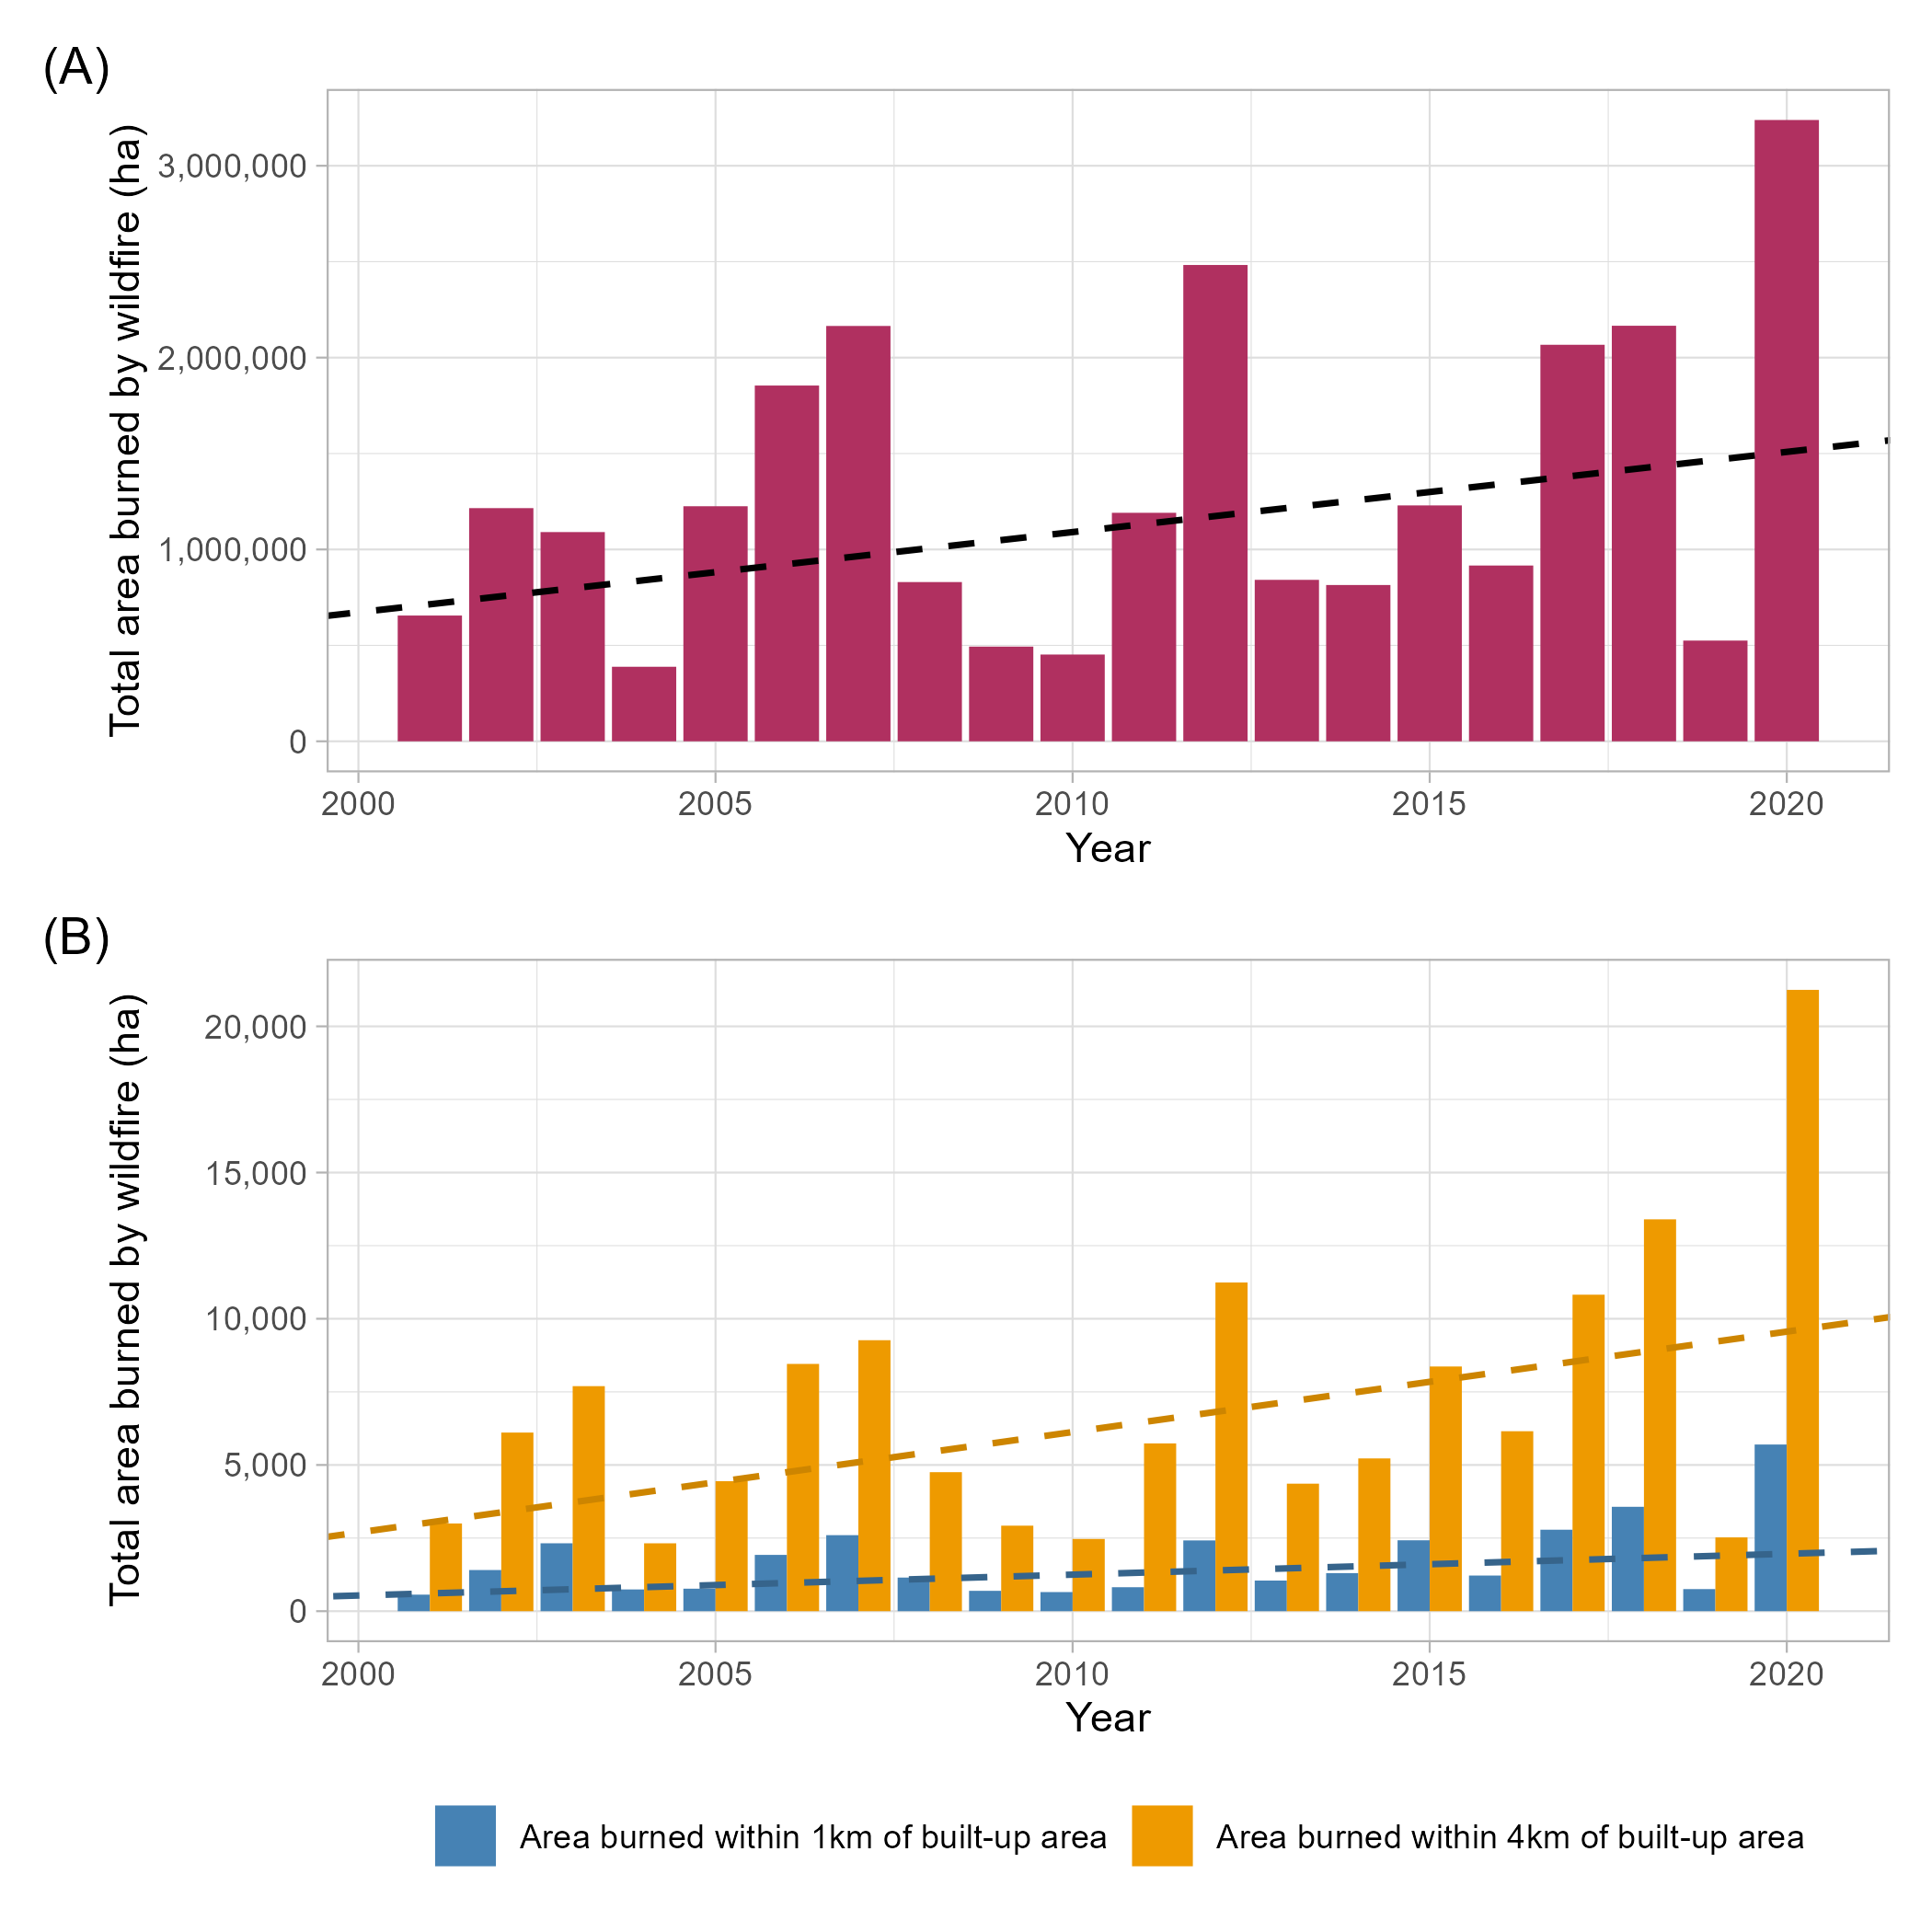 (A)
Total area burned by wildfire (ha)
3,000,000
2,000,000
1,000,000
0
2000 2005 2010 2015 2020
Year
(B)
Total area burned by wildfire (ha)
20,000
15,000
10,000
5,000
0
2000 2005 2010 2015 2020
Year
Area burned within 1km of built-up area Area burned within 4km of built-up area